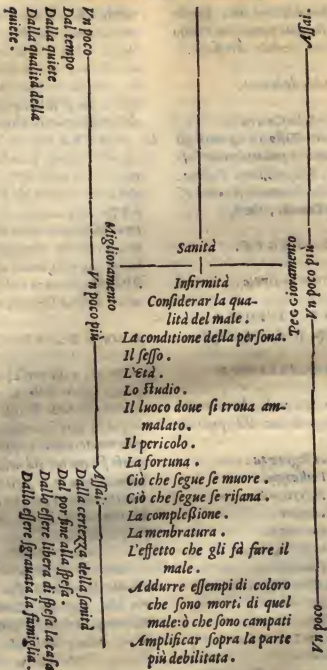 Sanità
Infirmità
Conſiderar la qua-
lità del male .
La conditione della perſona.
Il ſeſſo .
L'età .
Lo ſtudio .
Il luoco doue ſi troua am-
malato.
Il pericolo .
La fortuna .
Ciò che ſegue ſe muore .
Ciò che ſegue ſe riſana .
La compleſſione .
La menbratura .
L'effetto che gli fà fare il
male .
Addurre eſſempi di coloro
che ſono morti di quel
male:ò che ſono campati
Amplificar ſopra la parte
più debilitata .
Miglioramento
Vn poco
Dal tempo
Dalla quiete
Dalla qualità della
quiete .
Vn poco più
Aſſai.
Dalla certezza della ſanità
Dal por fine alla ſpeſa .
Dallo eſſere libera di ſpeſa la caſa
Dallo eſſere ſgrauata la famiglia .
Peggioramento
Aſſai.
Vn poco più
Vn poco